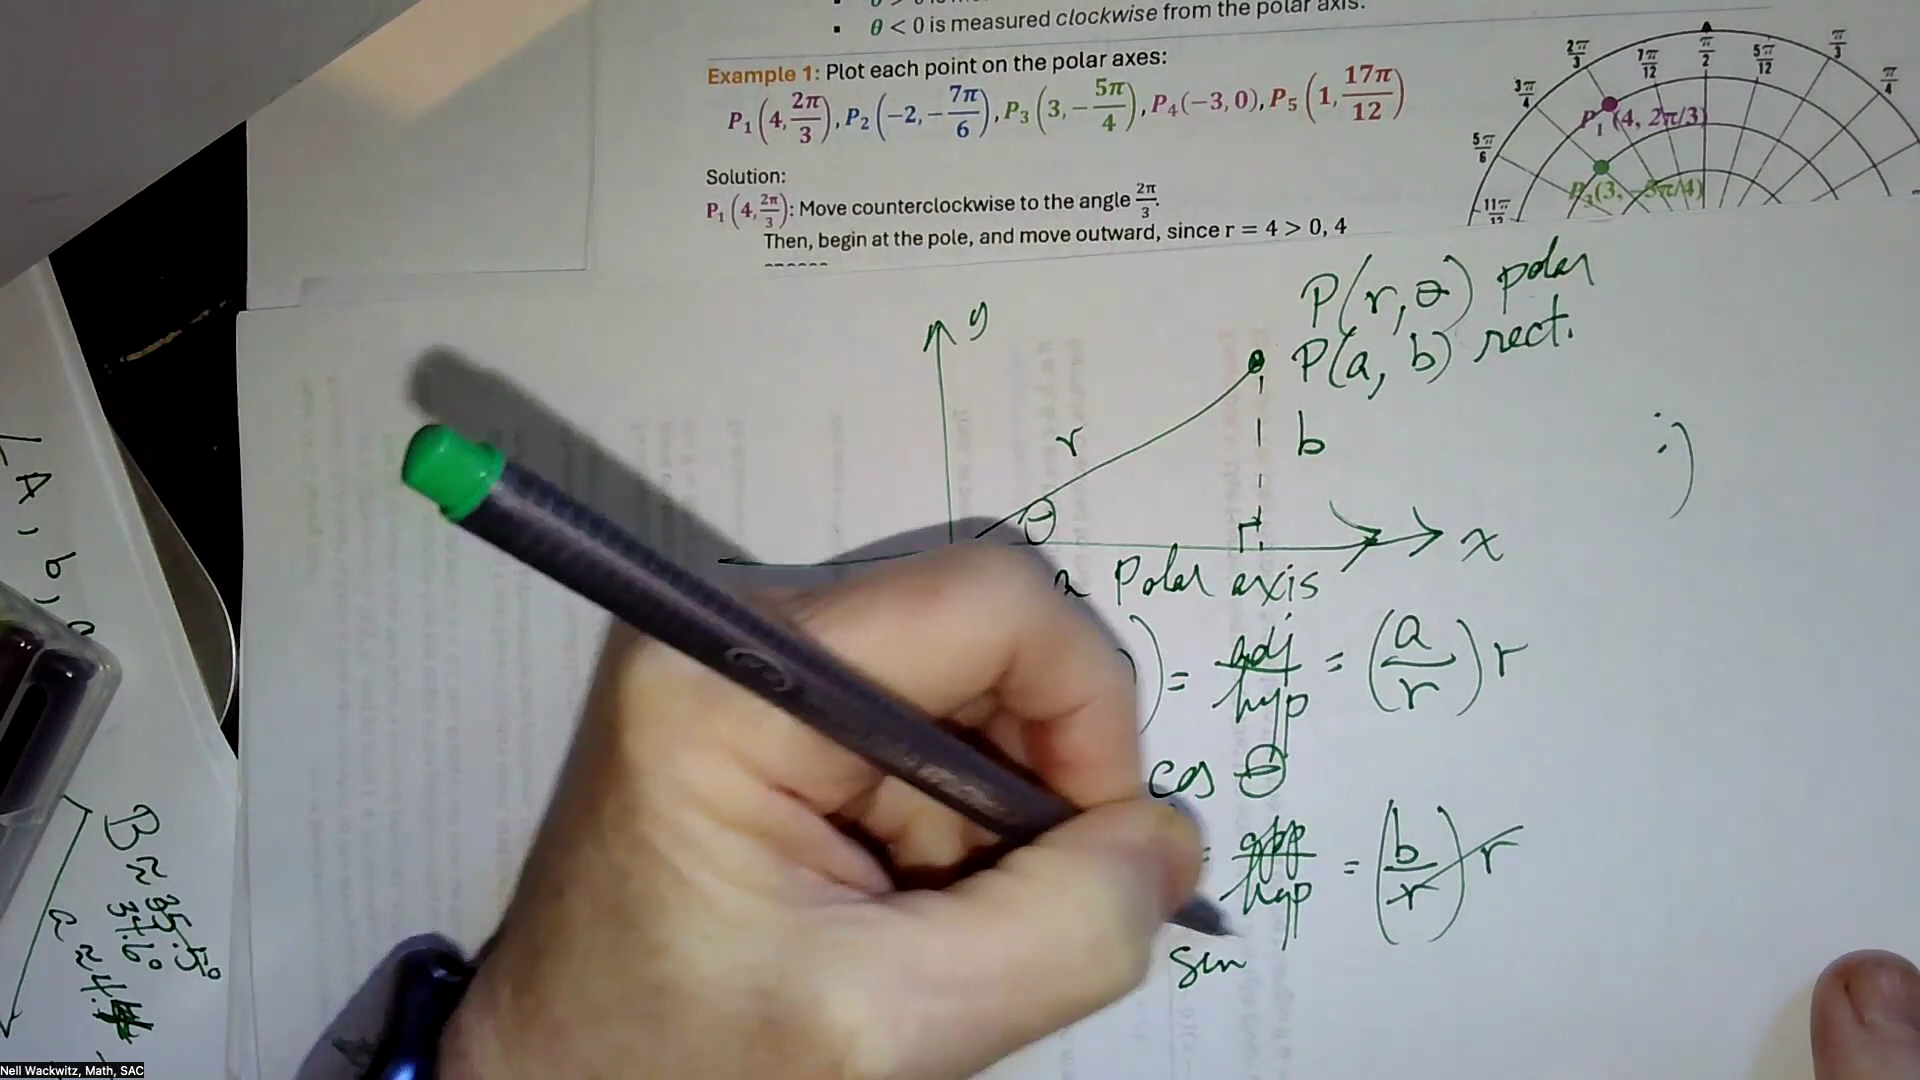 θ < 0 is measured clockwise from the polar axis.
Example 1: Plot each point on the polar axes:
P₁(4, 2π/3), P₂(−2, −7π/6), P₃(3, −5π/4), P₄(−3, 0), P₅(1, 17π/12)
Solution:
P₁(4, 2π/3): Move counterclockwise to the angle 2π/3.
Then, begin at the pole, and move outward, since r = 4 > 0, 4
2π/3 7π/12 π/2 5π/12 π/3 π/4
3π/4
5π/6
11π/12
P₁ (4, 2π/3)
P₃(3, −5π/4)
P(r, θ) polar
P(a, b) rect.
y
r
b
θ
x
a Polar axis
:)
) = adj/hyp = (a/r) r
cos θ
= opp/hyp = (b/r) r
sin
A, b, a
B ≈ 35.5°
34.6°
a ≈ 4.
Nell Wackwitz, Math, SAC